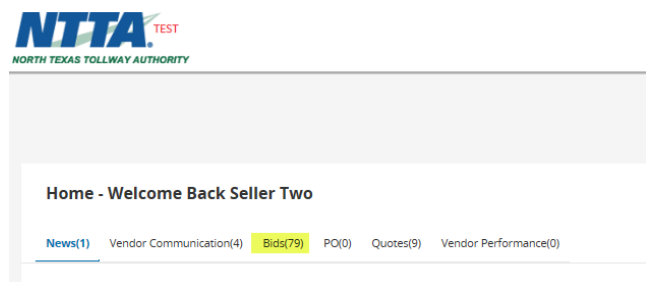 NTTA TEST
NORTH TEXAS TOLLWAY AUTHORITY
Home - Welcome Back Seller Two
News(1) Vendor Communication(4) Bids(79) PO(0) Quotes(9) Vendor Performance(0)